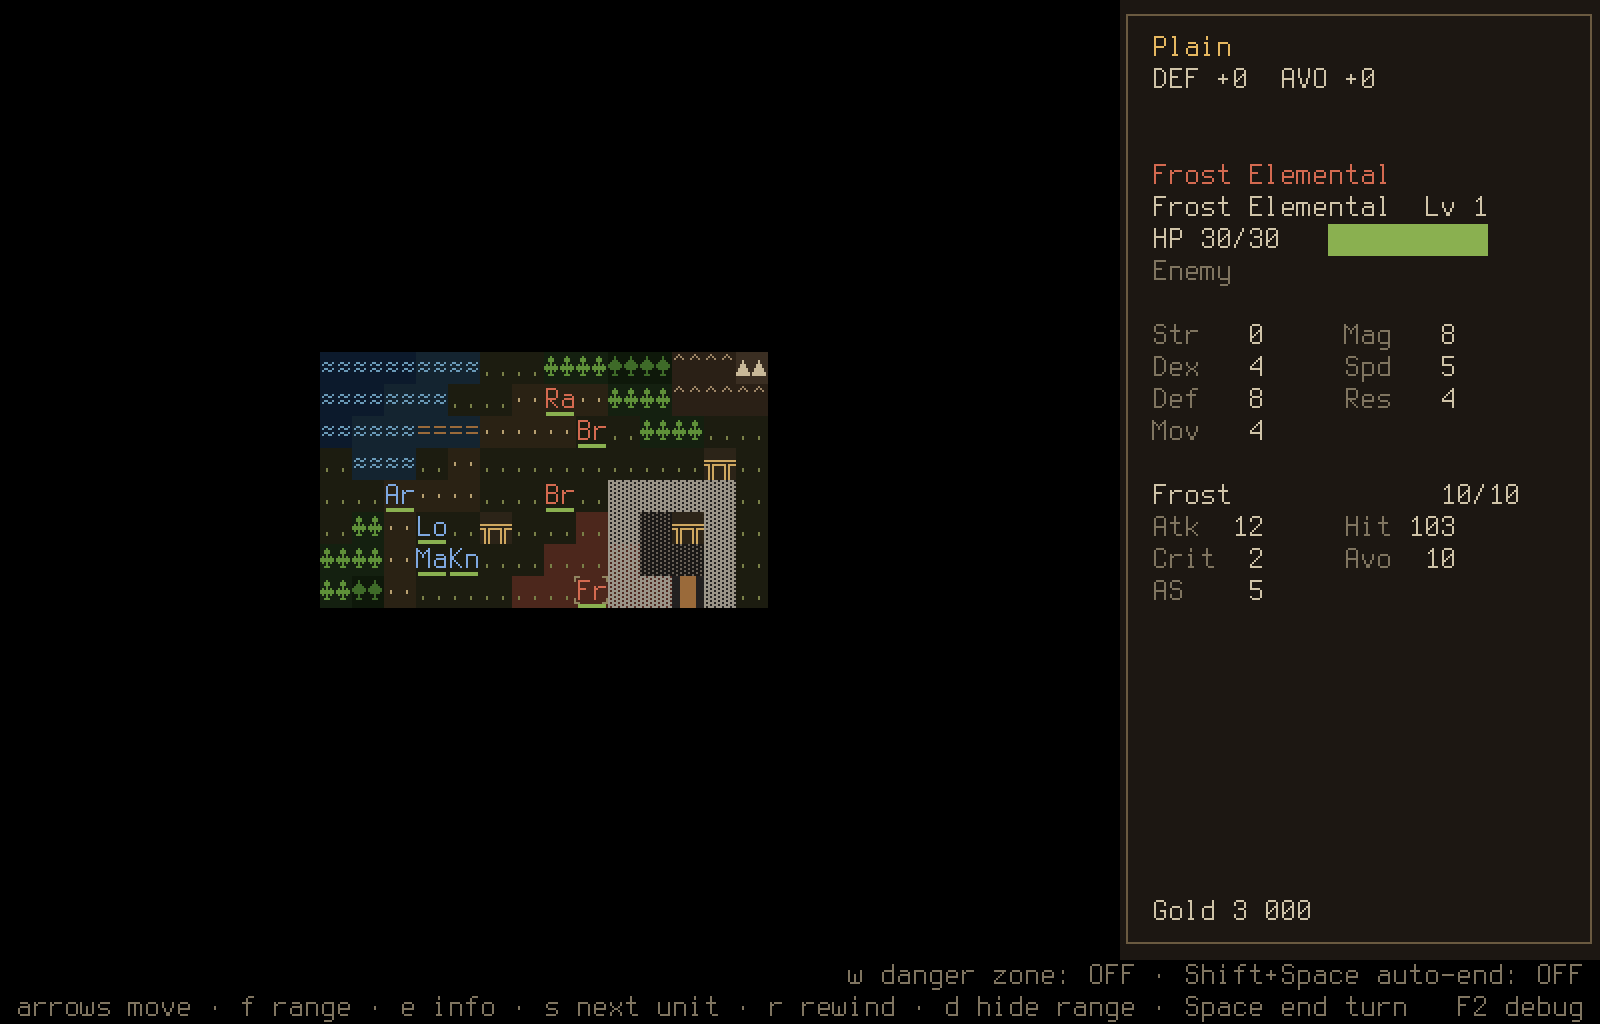 Plain
DEF +0 AVO +0
Frost Elemental
Frost Elemental Lv 1
HP 30/30
Enemy
Str 0 Mag 8
Dex 4 Spd 5
Def 8 Res 4
Mov 4
Frost 10/10
Atk 12 Hit 103
Crit 2 Avo 10
AS 5
Gold 3 000
Ra
Br
Ar
Br
Lo
MaKn
Fr
w danger zone: OFF · Shift+Space auto-end: OFF
arrows move · f range · e info · s next unit · r rewind · d hide range · Space end turn F2 debug